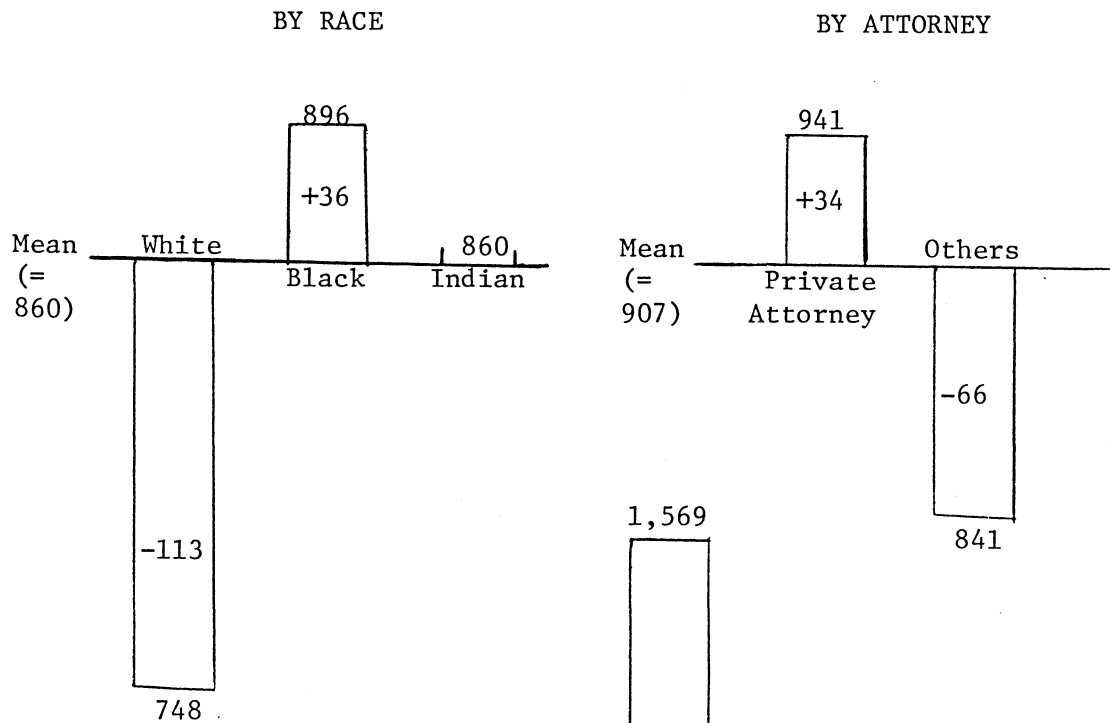 BY RACE
896
+36
Mean
(=
860)
White
Black
860
Indian
-113
748
BY ATTORNEY
941
+34
Mean
(=
907)
Private
Attorney
Others
-66
841
1,569